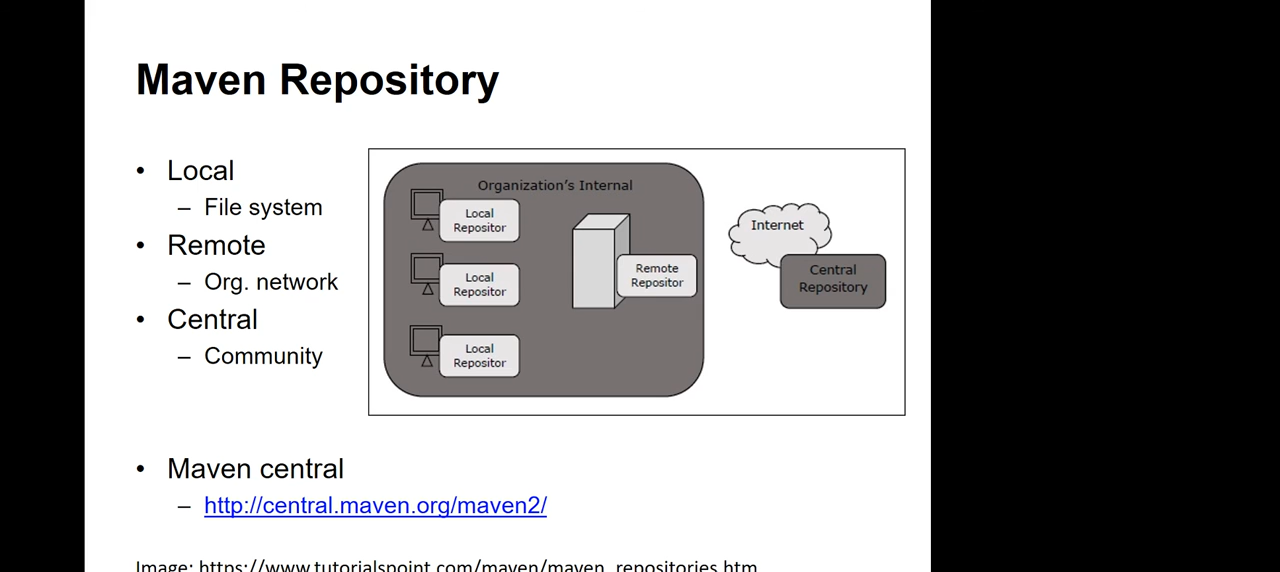 Maven Repository
• Local
– File system
• Remote
– Org. network
• Central
– Community
Organization's Internal
Local
Repositor
Local
Repositor
Local
Repositor
Remote
Repositor
Internet
Central
Repository
• Maven central
– http://central.maven.org/maven2/
Image: https://www.tutorialspoint.com/maven/maven_repositories.htm